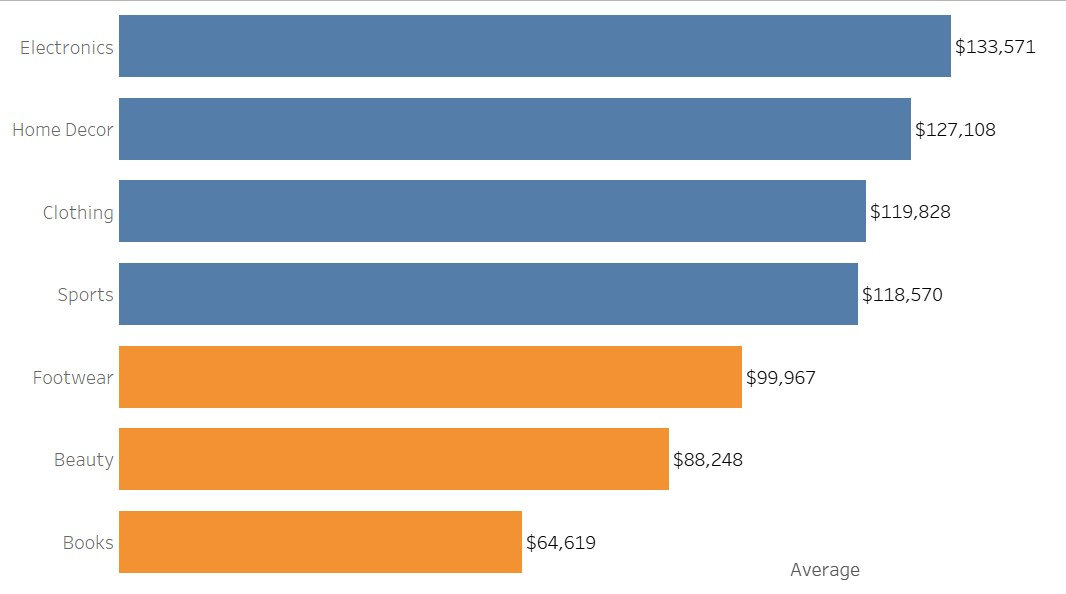 Electronics $133,571
Home Decor $127,108
Clothing $119,828
Sports $118,570
Footwear $99,967
Beauty $88,248
Books $64,619
Average